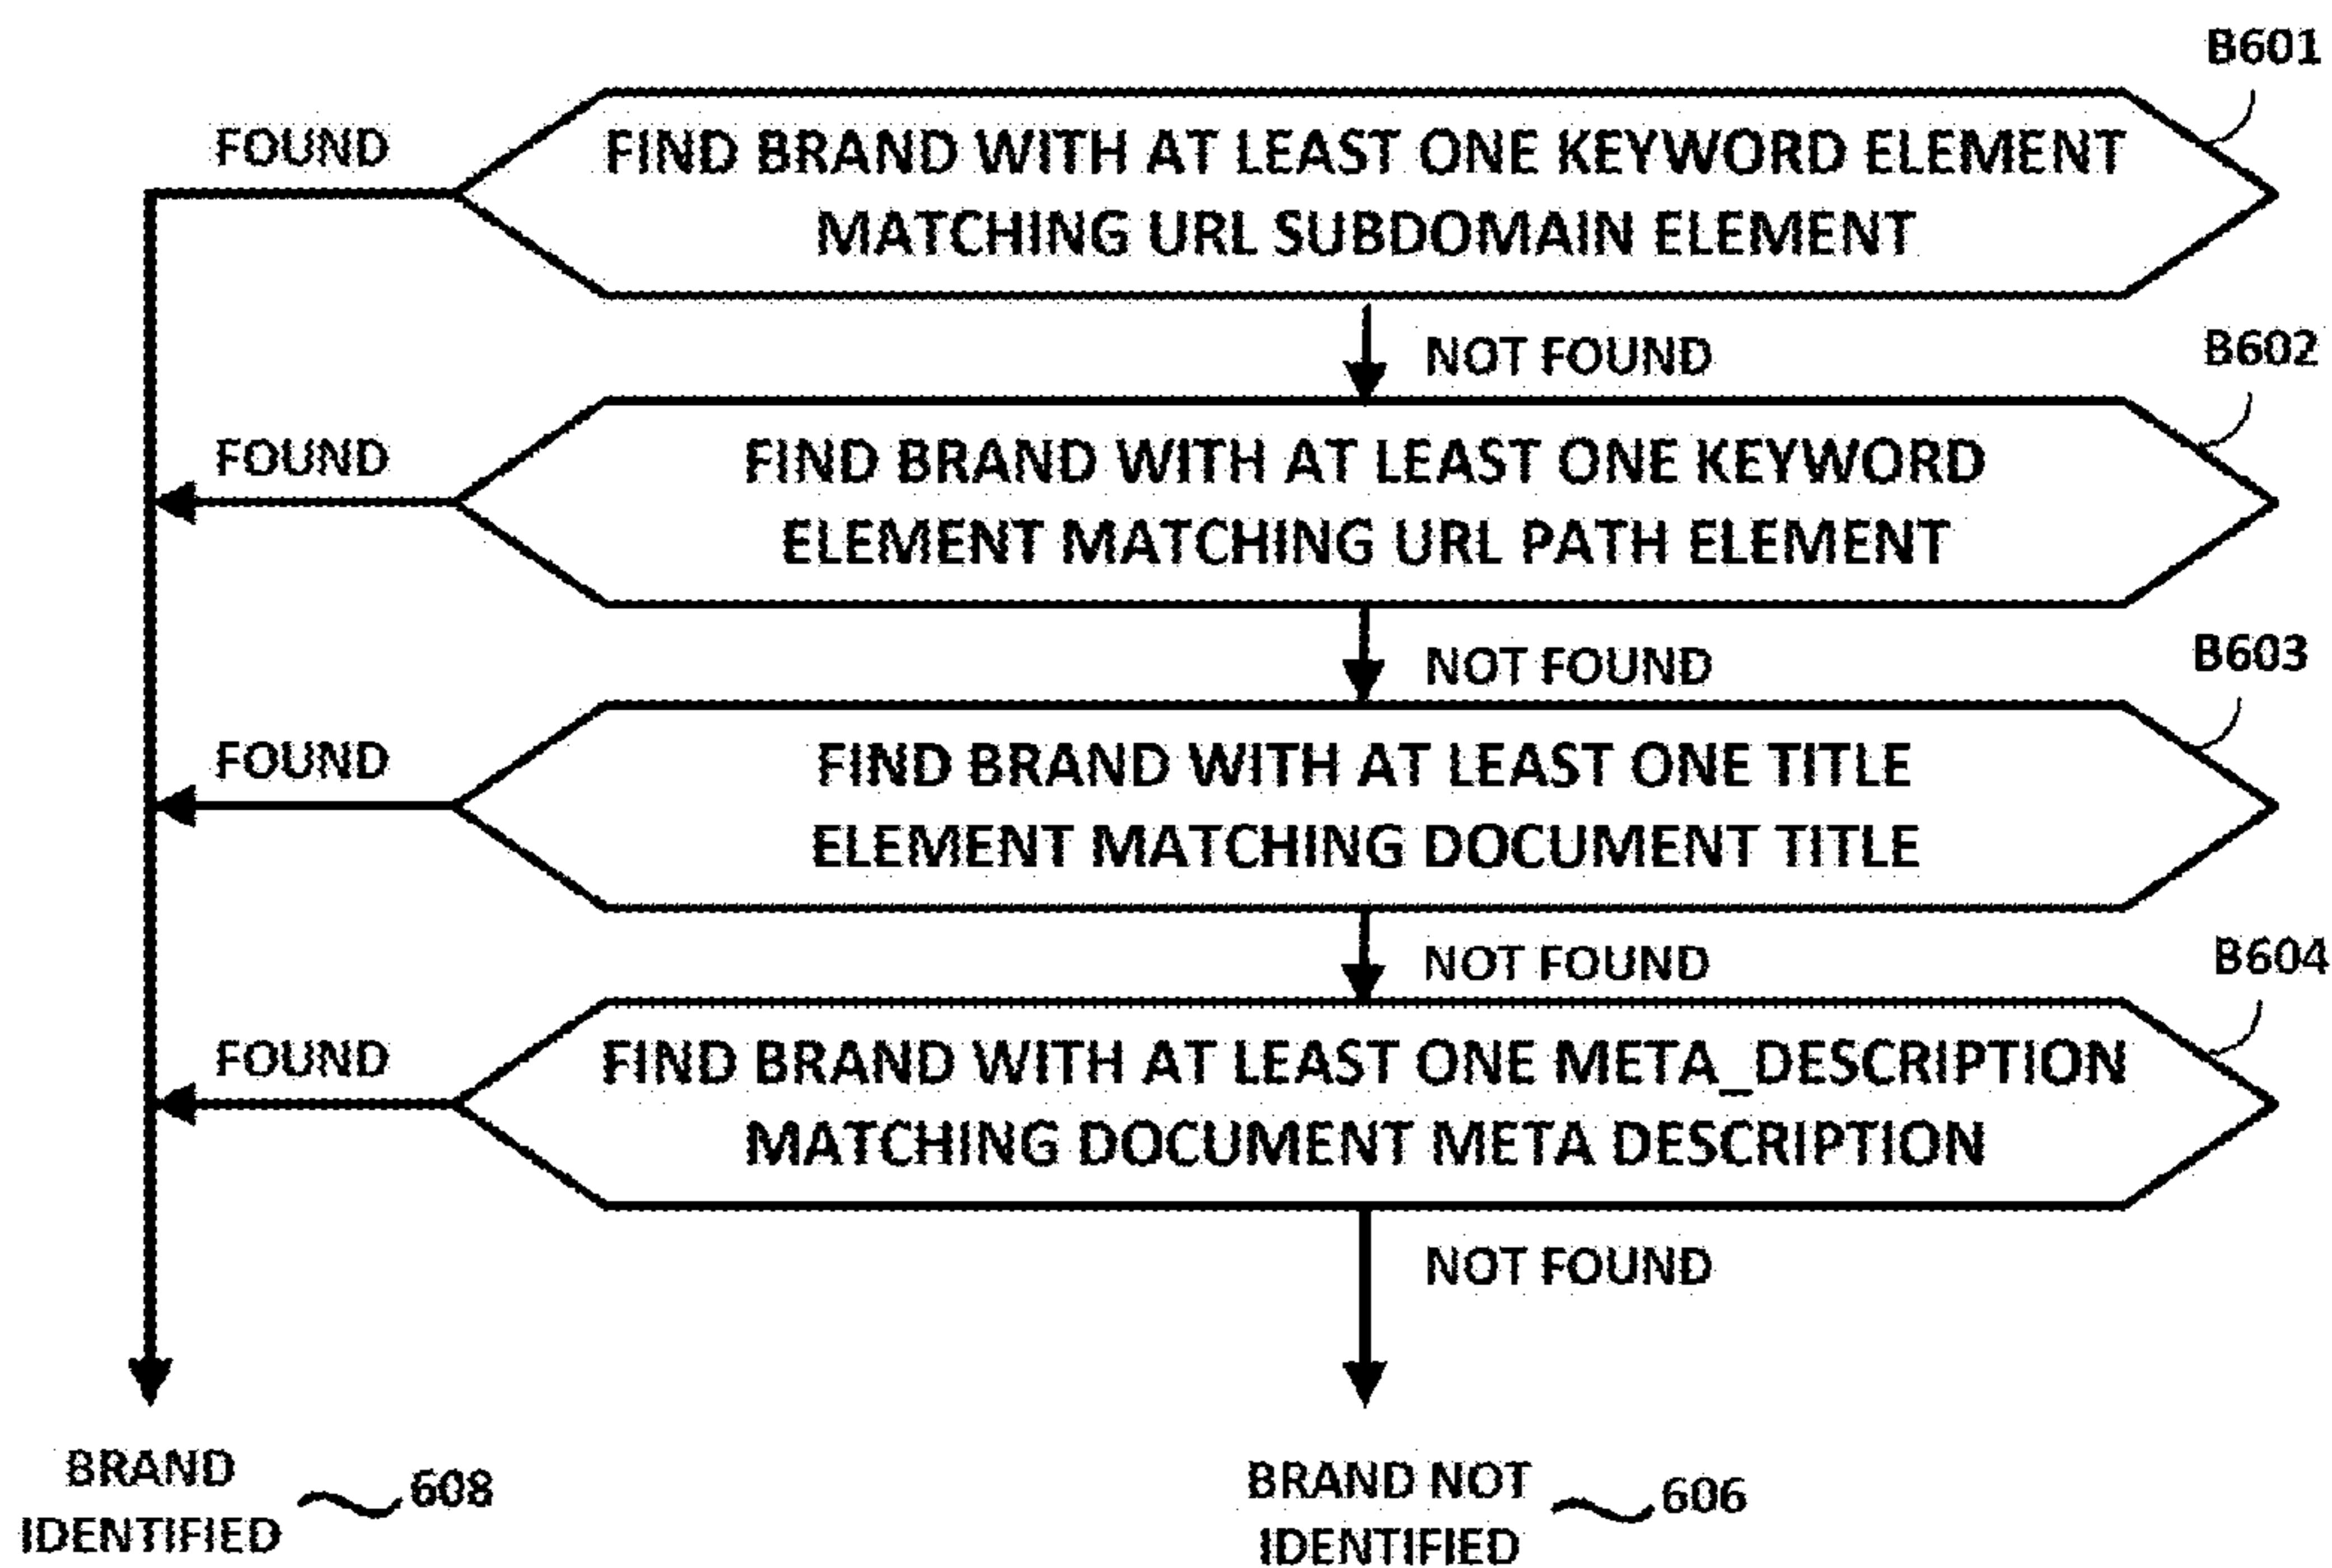 B601
FOUND
FIND BRAND WITH AT LEAST ONE KEYWORD ELEMENT
MATCHING URL SUBDOMAIN ELEMENT
NOT FOUND
B602
FOUND
FIND BRAND WITH AT LEAST ONE KEYWORD
ELEMENT MATCHING URL PATH ELEMENT
NOT FOUND
B603
FOUND
FIND BRAND WITH AT LEAST ONE TITLE
ELEMENT MATCHING DOCUMENT TITLE
NOT FOUND
B604
FOUND
FIND BRAND WITH AT LEAST ONE META_DESCRIPTION
MATCHING DOCUMENT META DESCRIPTION
NOT FOUND
BRAND
IDENTIFIED
608
BRAND NOT
IDENTIFIED
606